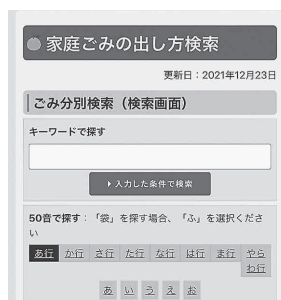 家庭ごみの出し方検索
更新日：2021年12月23日
ごみ分別検索（検索画面）
キーワードで探す
入力した条件で検索
50音で探す：「袋」を探す場合、「ふ」を選択くださ
い
あ行 か行 さ行 た行 な行 は行 ま行 やら
わ行
あ い う え お